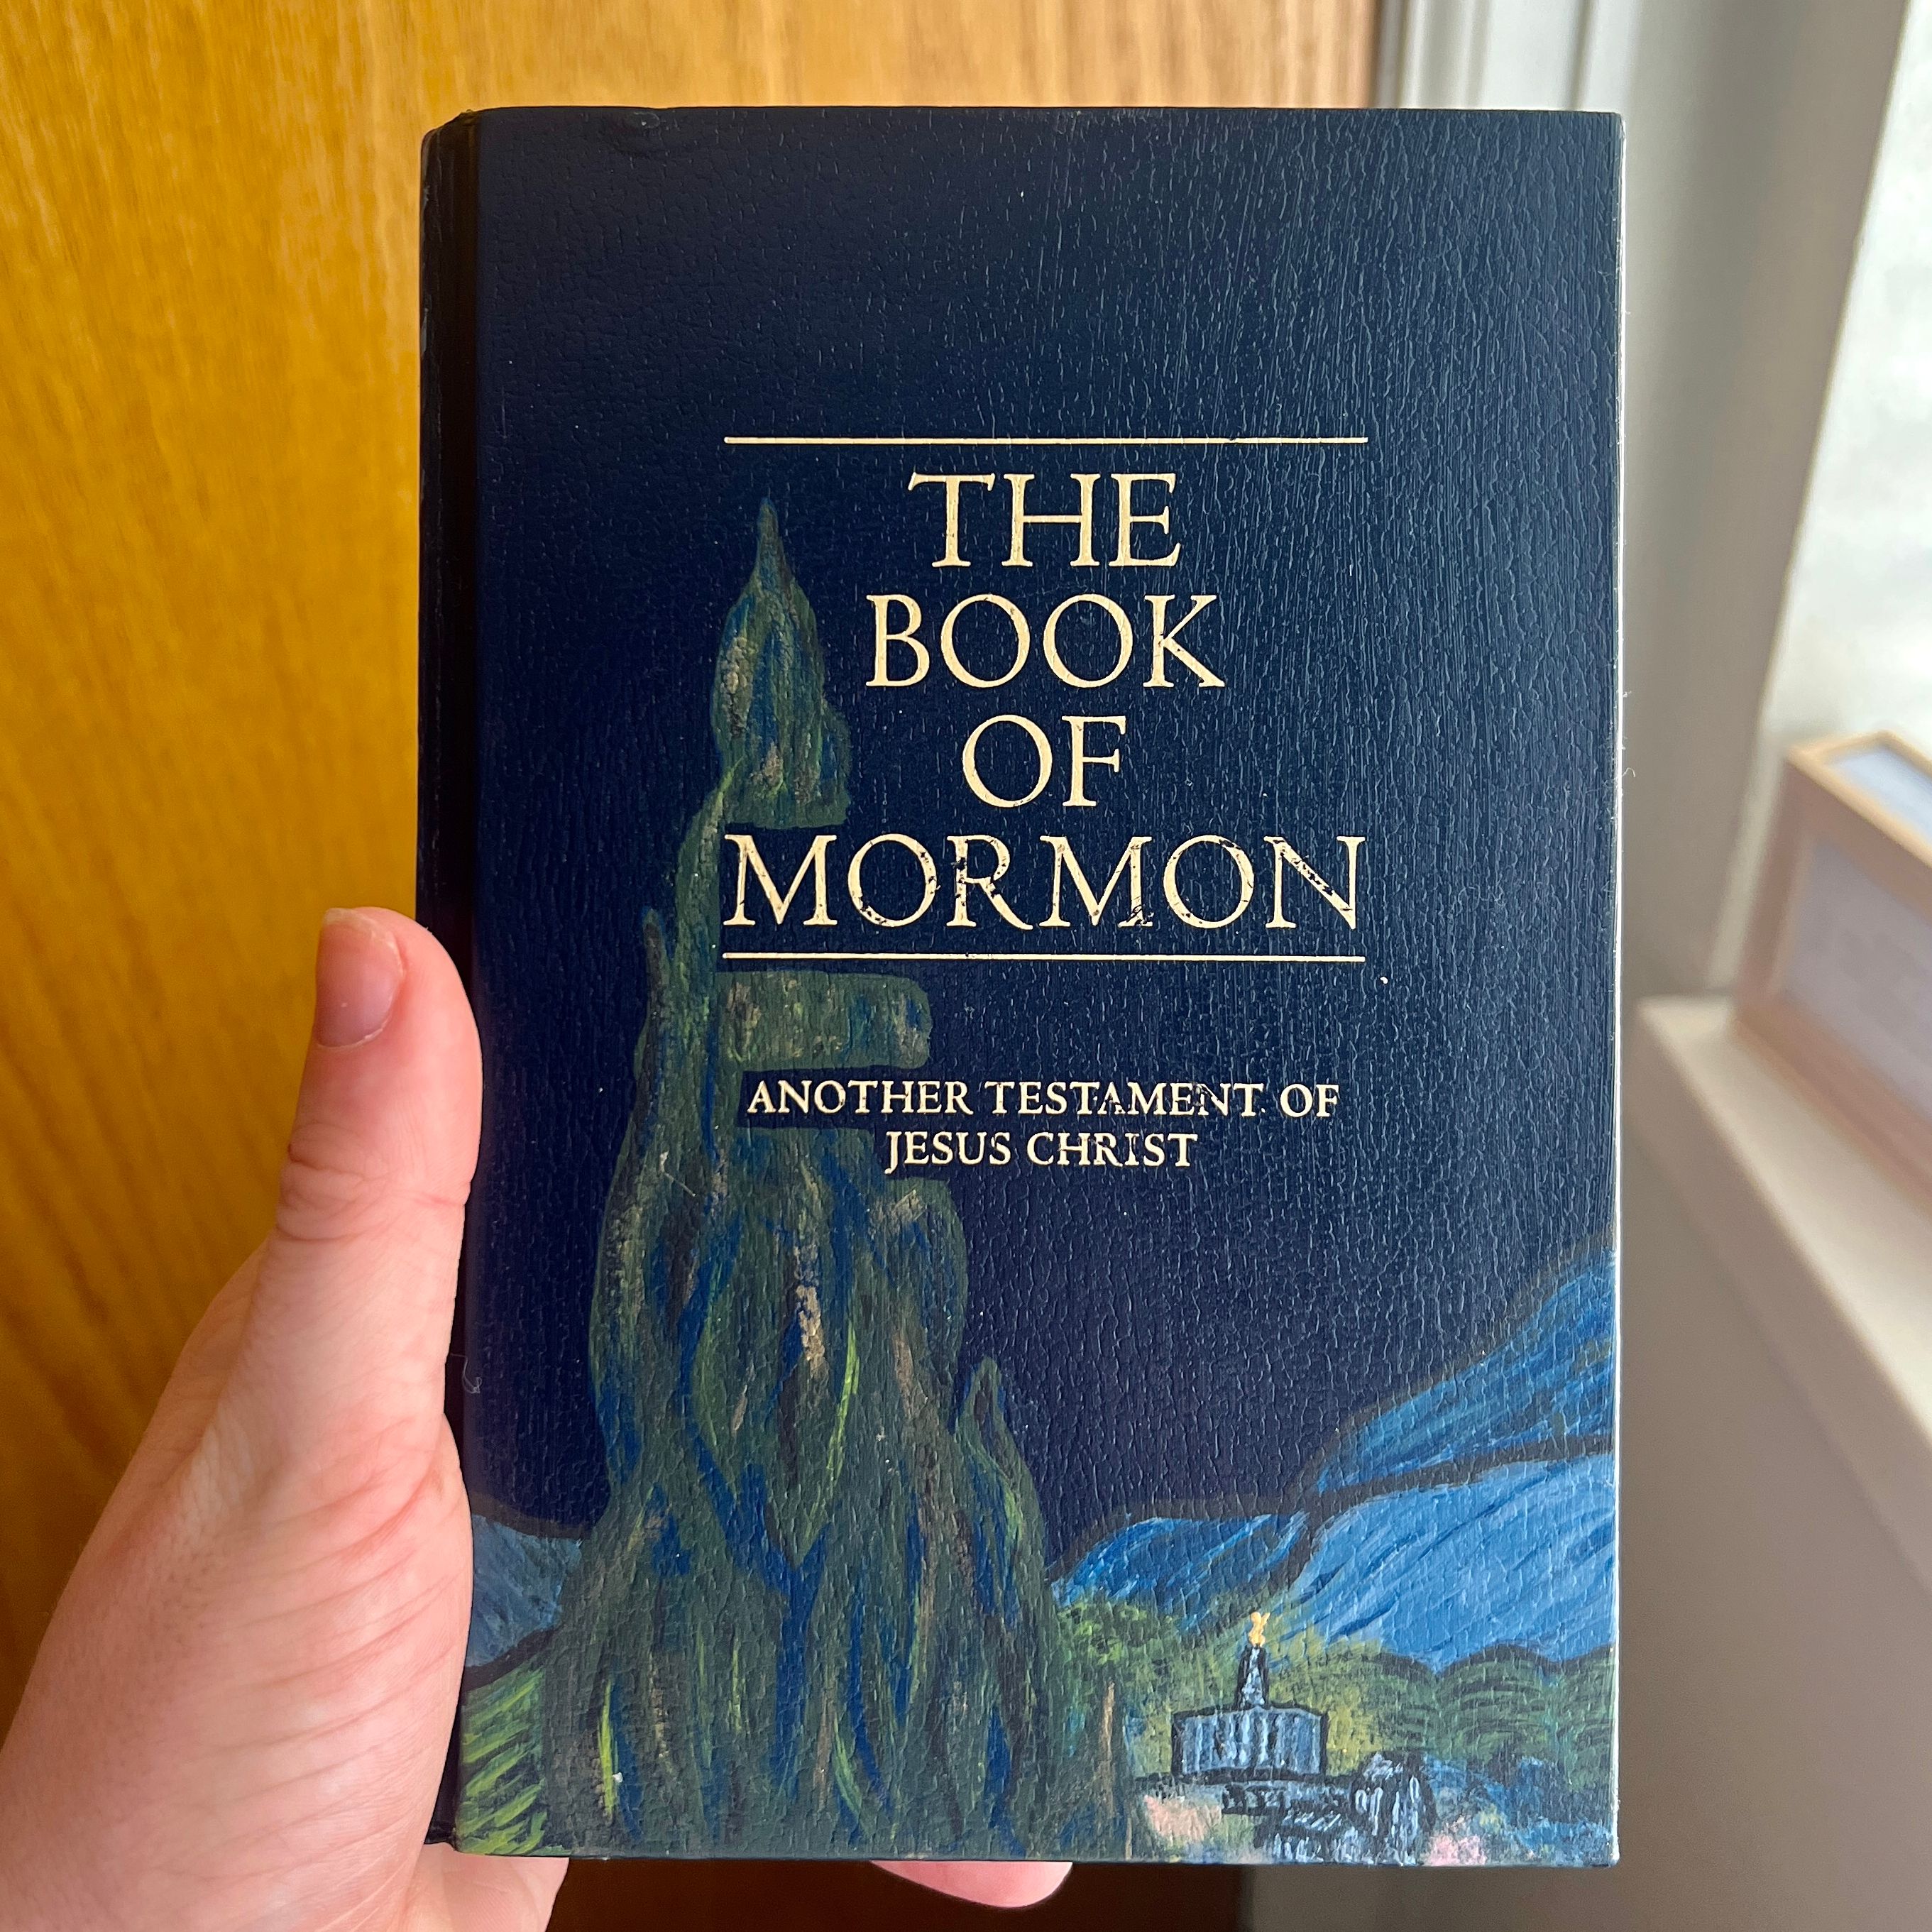 THE
BOOK
OF
MORMON
ANOTHER TESTAMENT OF
JESUS CHRIST